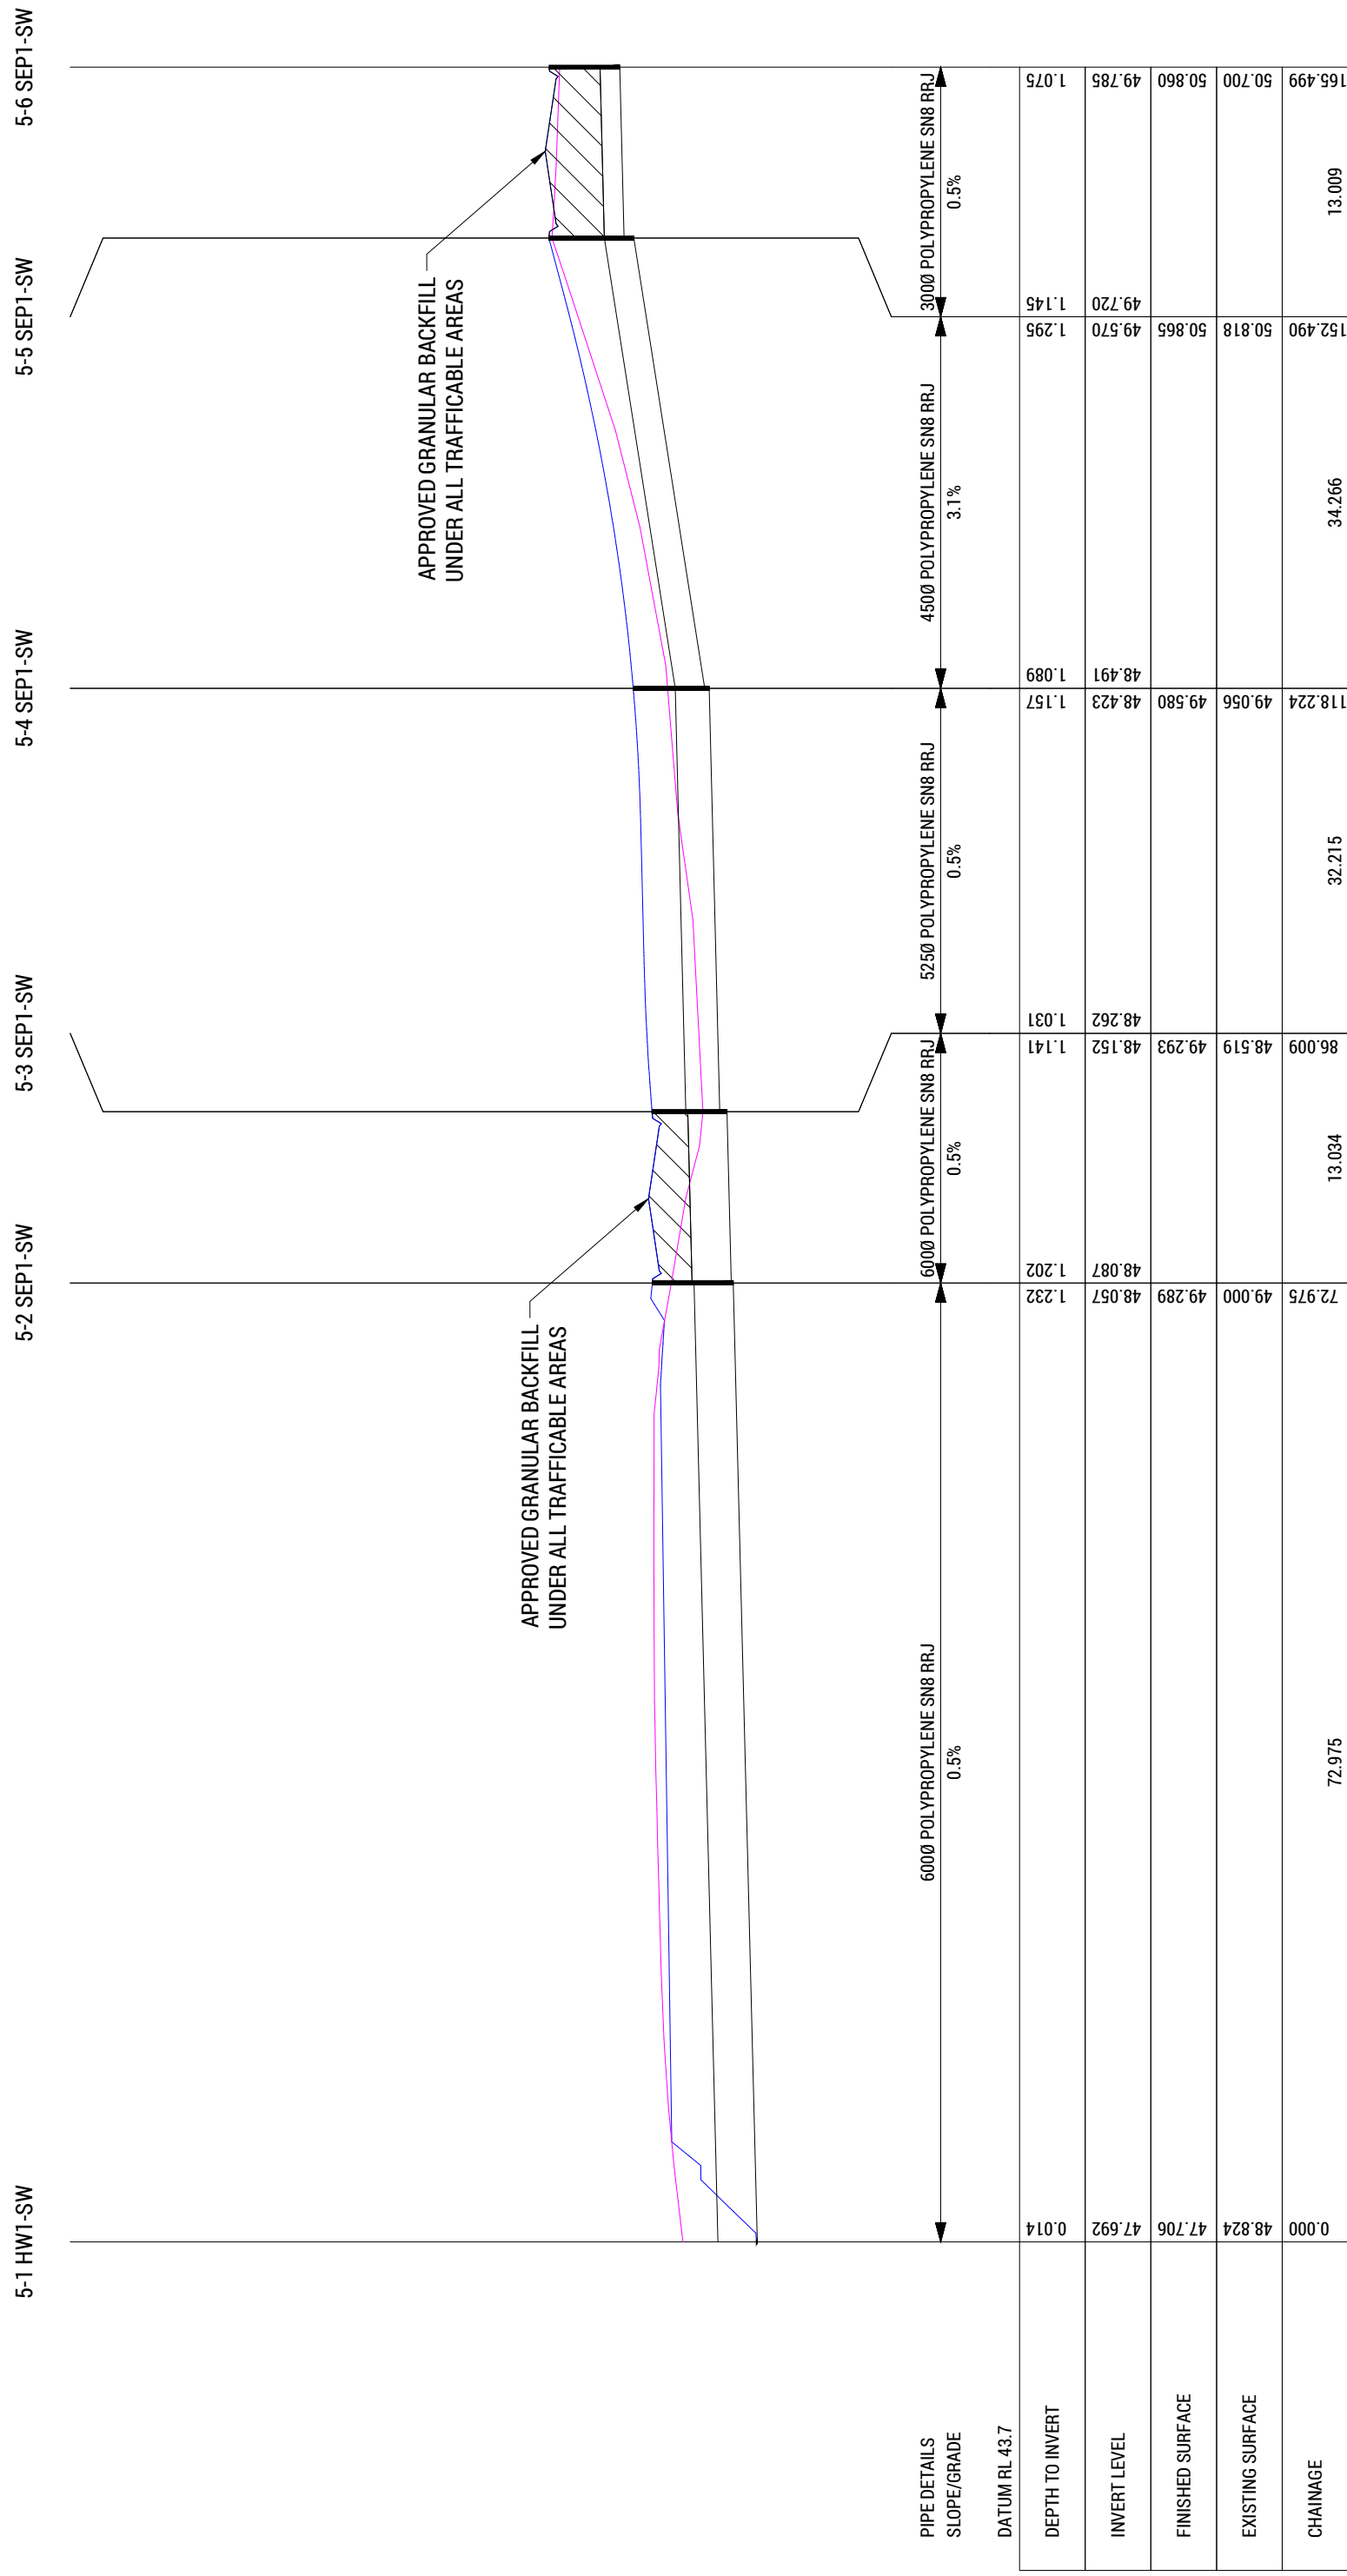 5-1 HW1-SW
5-2 SEP1-SW
5-3 SEP1-SW
5-4 SEP1-SW
5-5 SEP1-SW
5-6 SEP1-SW
APPROVED GRANULAR BACKFILL
UNDER ALL TRAFFICABLE AREAS
APPROVED GRANULAR BACKFILL
UNDER ALL TRAFFICABLE AREAS
PIPE DETAILS
600Ø POLYPROPYLENE SN8 RRJ
600Ø POLYPROPYLENE SN8 RRJ
525Ø POLYPROPYLENE SN8 RRJ
450Ø POLYPROPYLENE SN8 RRJ
300Ø POLYPROPYLENE SN8 RRJ
SLOPE/GRADE
0.5%
0.5%
0.5%
3.1%
0.5%
DATUM RL 43.7
DEPTH TO INVERT
0.014
1.232
1.202
1.141
1.031
1.157
1.089
1.295
1.145
1.075
INVERT LEVEL
47.692
48.057
48.087
48.152
48.262
48.423
48.491
49.570
49.720
49.785
FINISHED SURFACE
47.706
49.289
49.293
49.580
50.865
50.860
EXISTING SURFACE
48.824
49.000
48.519
49.056
50.818
50.700
CHAINAGE
0.000
72.975
72.975
13.034
86.009
32.215
118.224
34.266
152.490
13.009
165.499